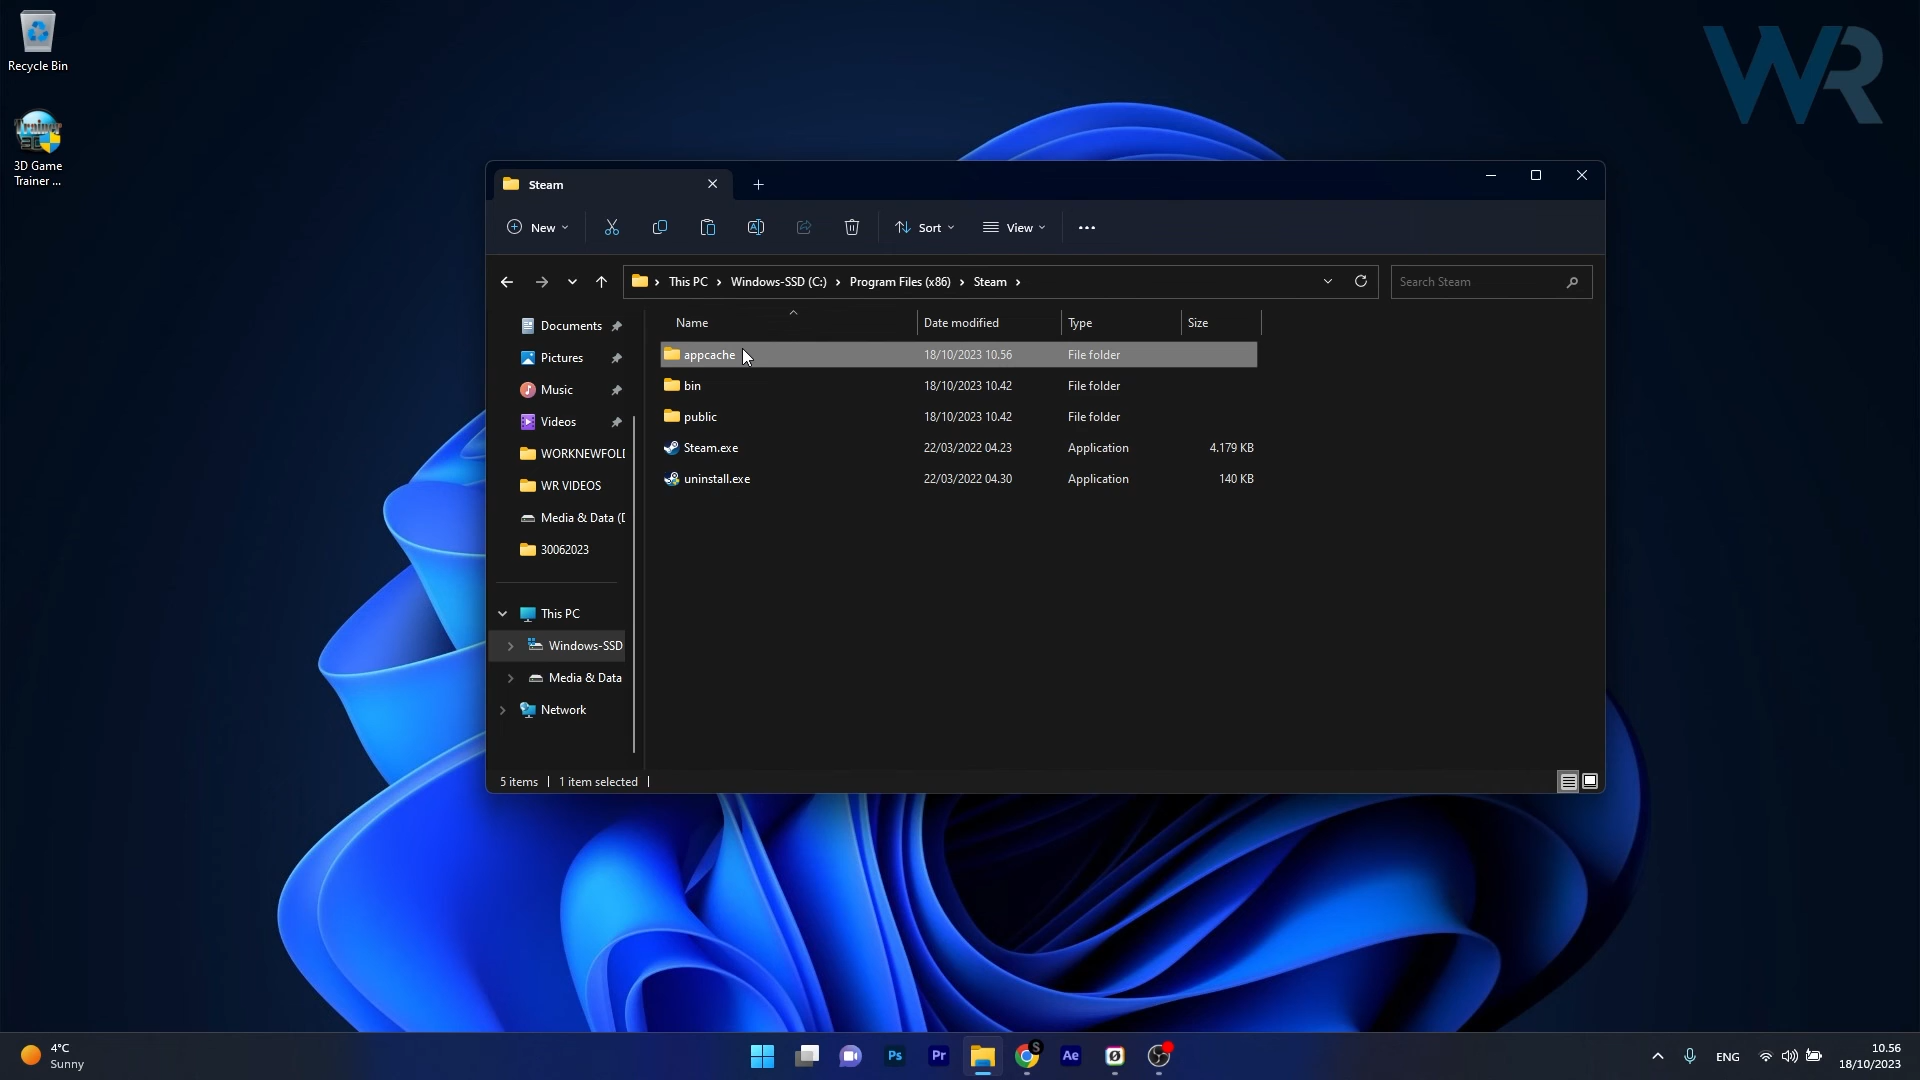 Recycle Bin
WR
3D Game
Trainer ...
Steam
New
Sort
View
This PC
Windows-SSD (C:)
Program Files (x86)
Steam
Search Steam
Name
Date modified
Type
Size
Documents
Pictures
Music
Videos
WORKNEWFOL
WR VIDEOS
Media & Data (
30062023
This PC
Windows-SSD
Media & Data
Network
appcache 18/10/2023 10.56 File folder
bin 18/10/2023 10.42 File folder
public 18/10/2023 10.42 File folder
Steam.exe 22/03/2022 04.23 Application 4.179 KB
uninstall.exe 22/03/2022 04.30 Application 140 KB
5 items
1 item selected
4°C
Sunny
Ps
Pr
S
Ae
ENG
10.56
18/10/2023